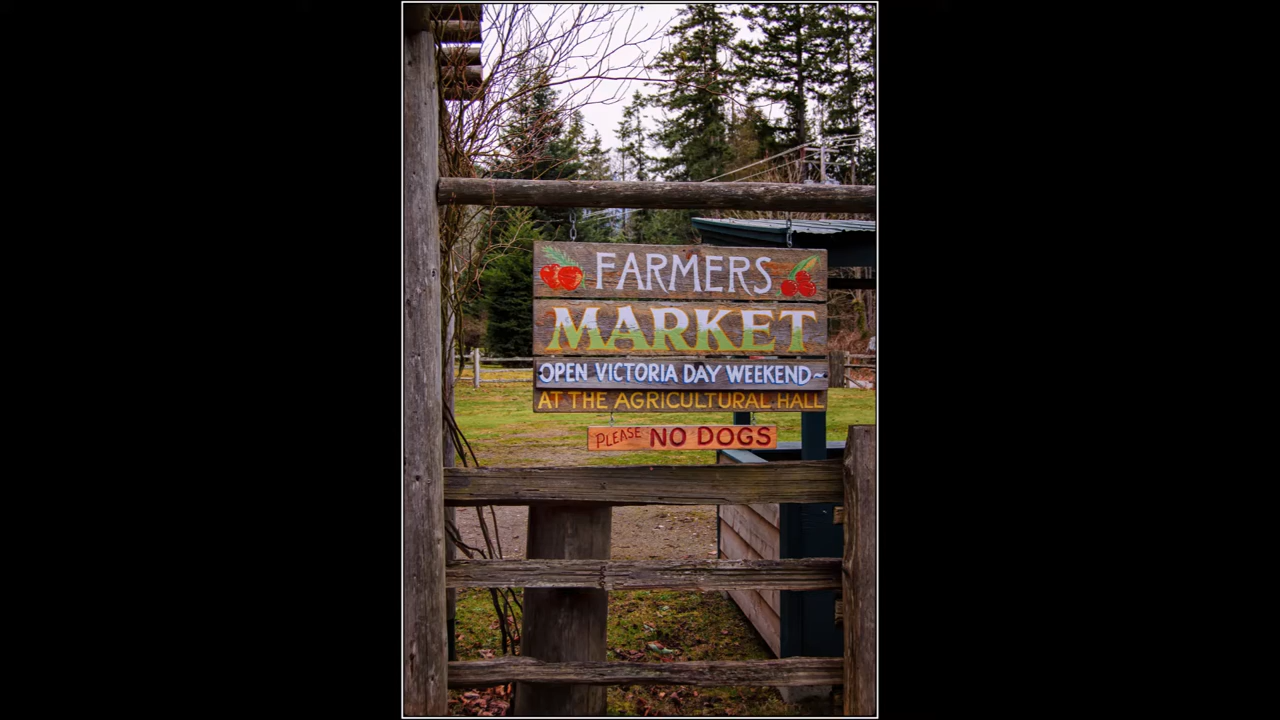 FARMERS
MARKET
OPEN VICTORIA DAY WEEKEND~
AT THE AGRICULTURAL HALL
PLEASE NO DOGS